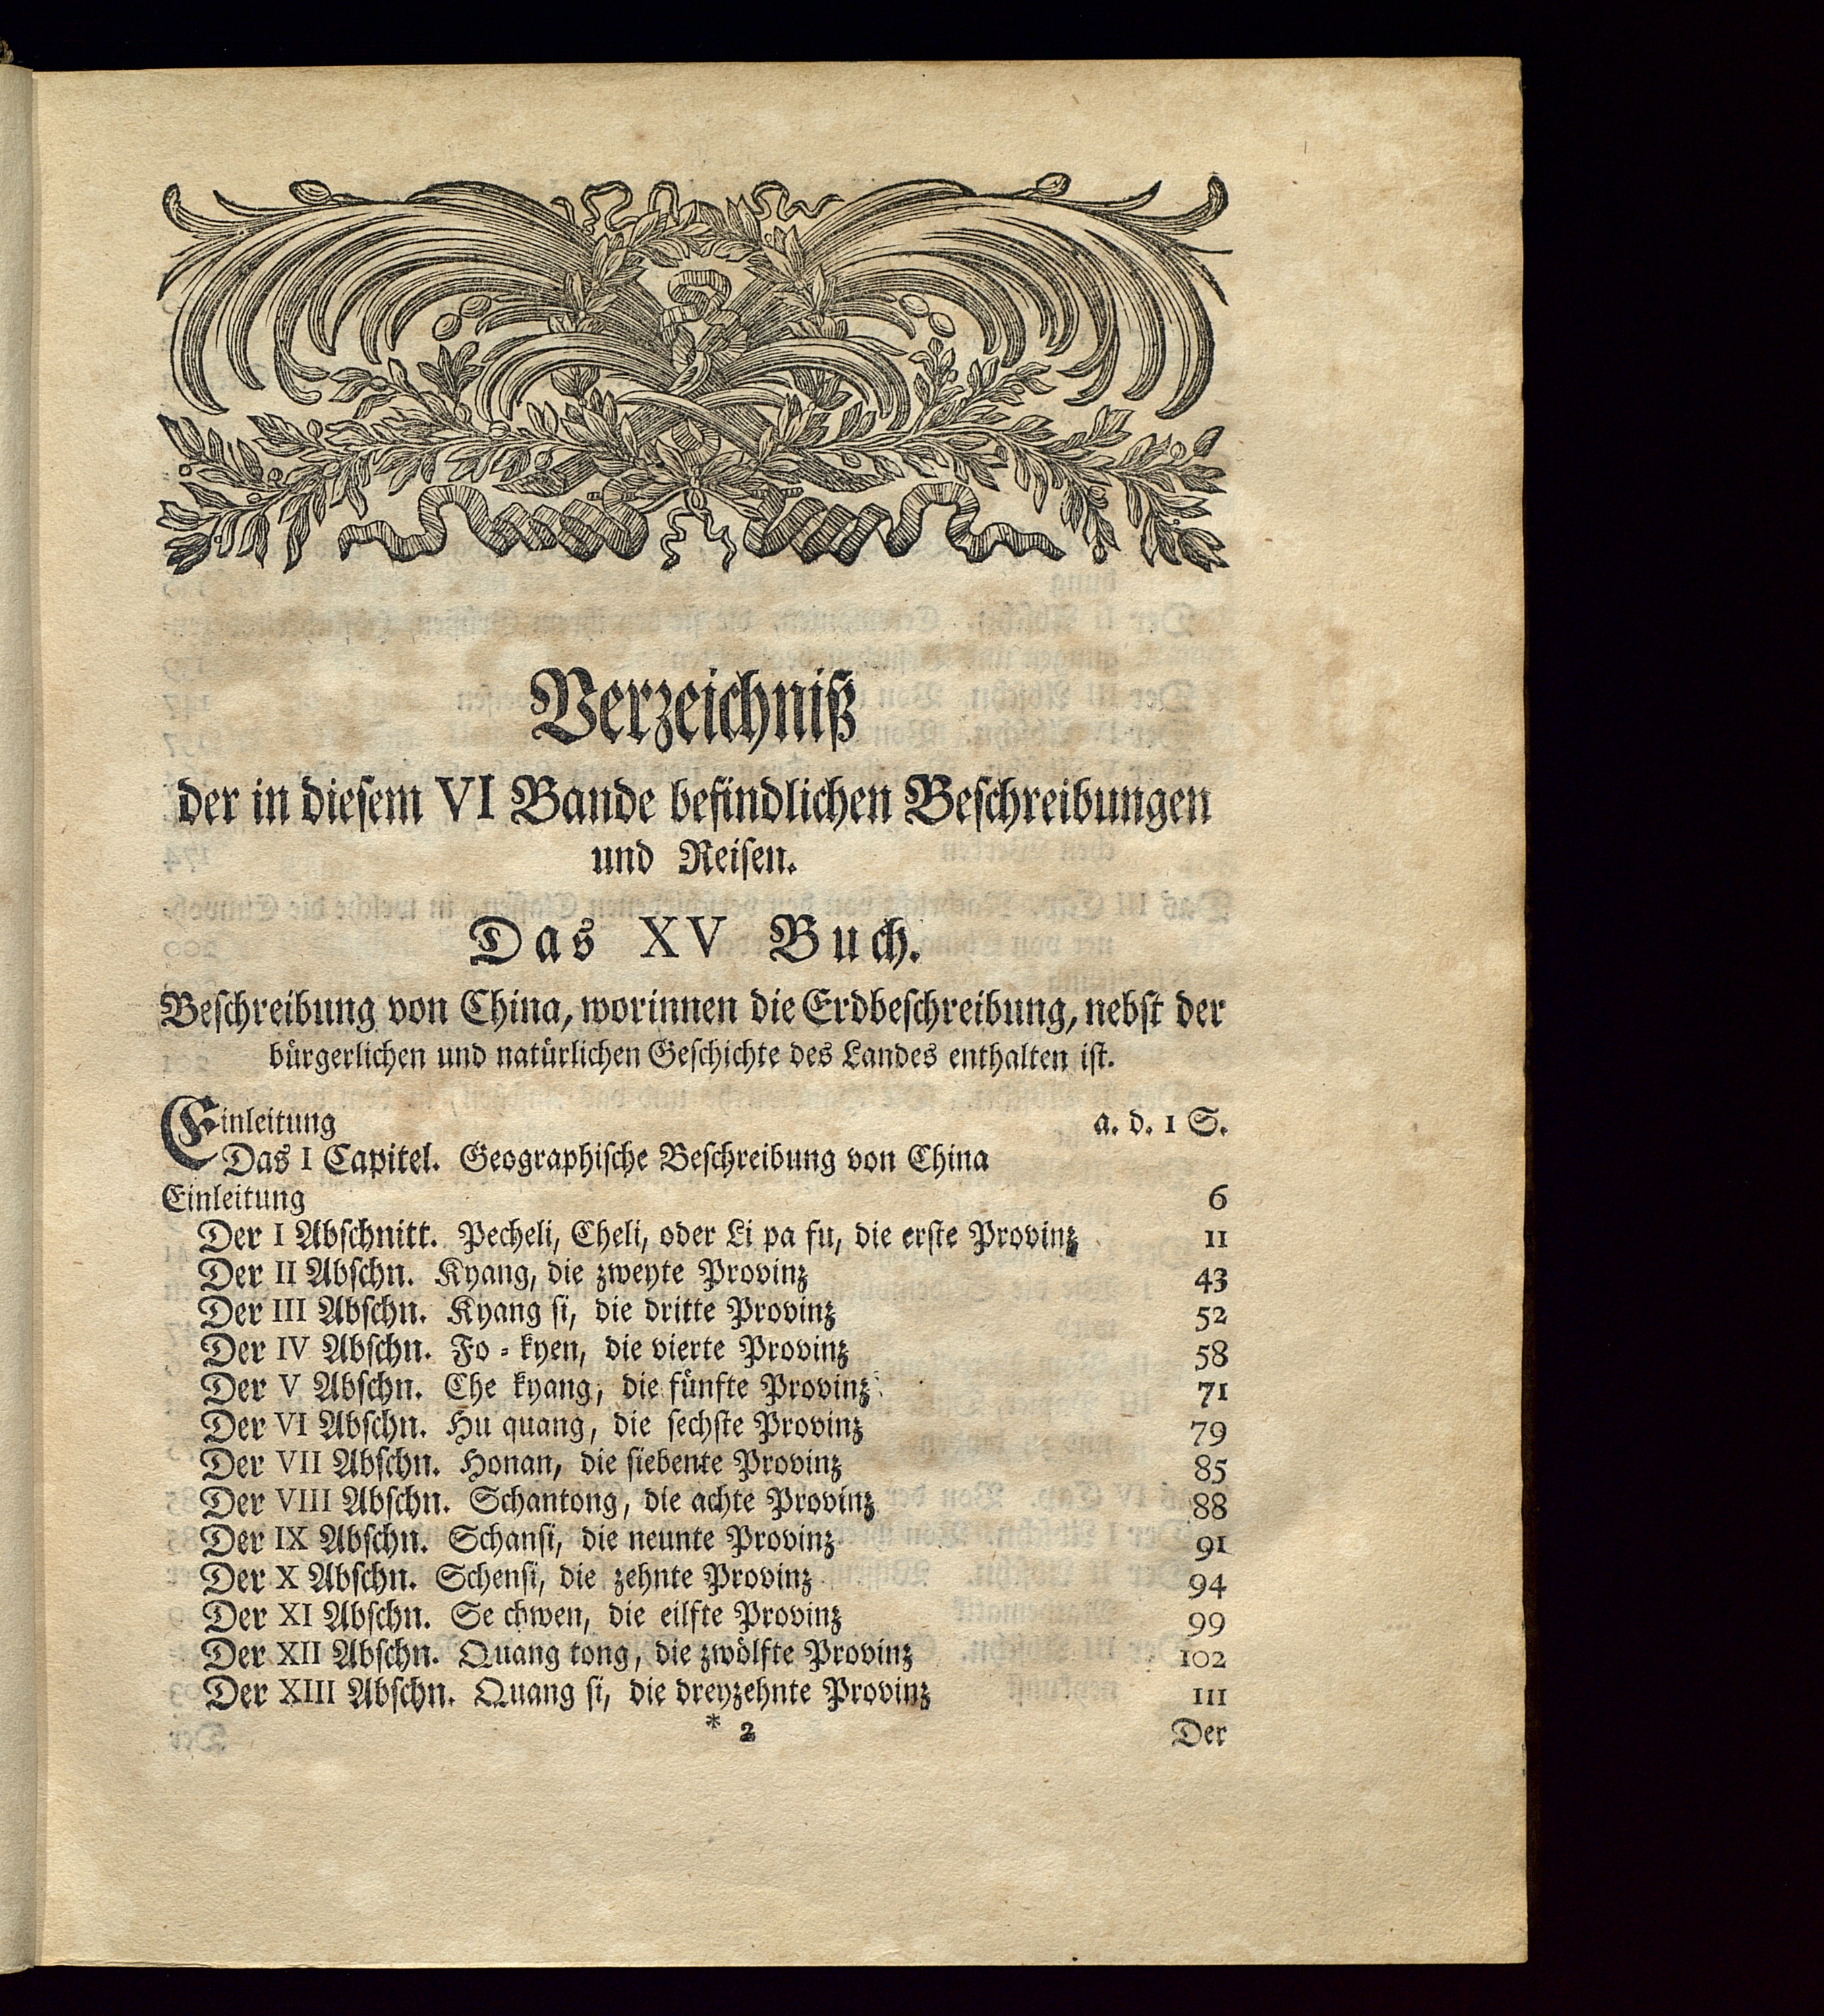 Verzeichniß
der in diesem VI Bande befindlichen Beschreibungen
und Reisen.
Das XV Buch.
Beschreibung von China, worinnen die Erdbeschreibung, nebst der
bürgerlichen und natürlichen Geschichte des Landes enthalten ist.
Einleitung a. d. 1 S.
Das I Capitel. Geographische Beschreibung von China
Einleitung 6
Der I Abschnitt. Pecheli, Cheli, oder Li pa fu, die erste Provinz 11
Der II Abschn. Kyang, die zweyte Provinz 43
Der III Abschn. Kyang si, die dritte Provinz 52
Der IV Abschn. Fo = kyen, die vierte Provinz 58
Der V Abschn. Che kyang, die fünfte Provinz 71
Der VI Abschn. Hu quang, die sechste Provinz 79
Der VII Abschn. Honan, die siebente Provinz 85
Der VIII Abschn. Schantong, die achte Provinz 88
Der IX Abschn. Schansi, die neunte Provinz 91
Der X Abschn. Schensi, die zehnte Provinz 94
Der XI Abschn. Se chwen, die eilfte Provinz 99
Der XII Abschn. Quang tong, die zwölfte Provinz 102
Der XIII Abschn. Quang si, die dreyzehnte Provinz 111
* 2 Der